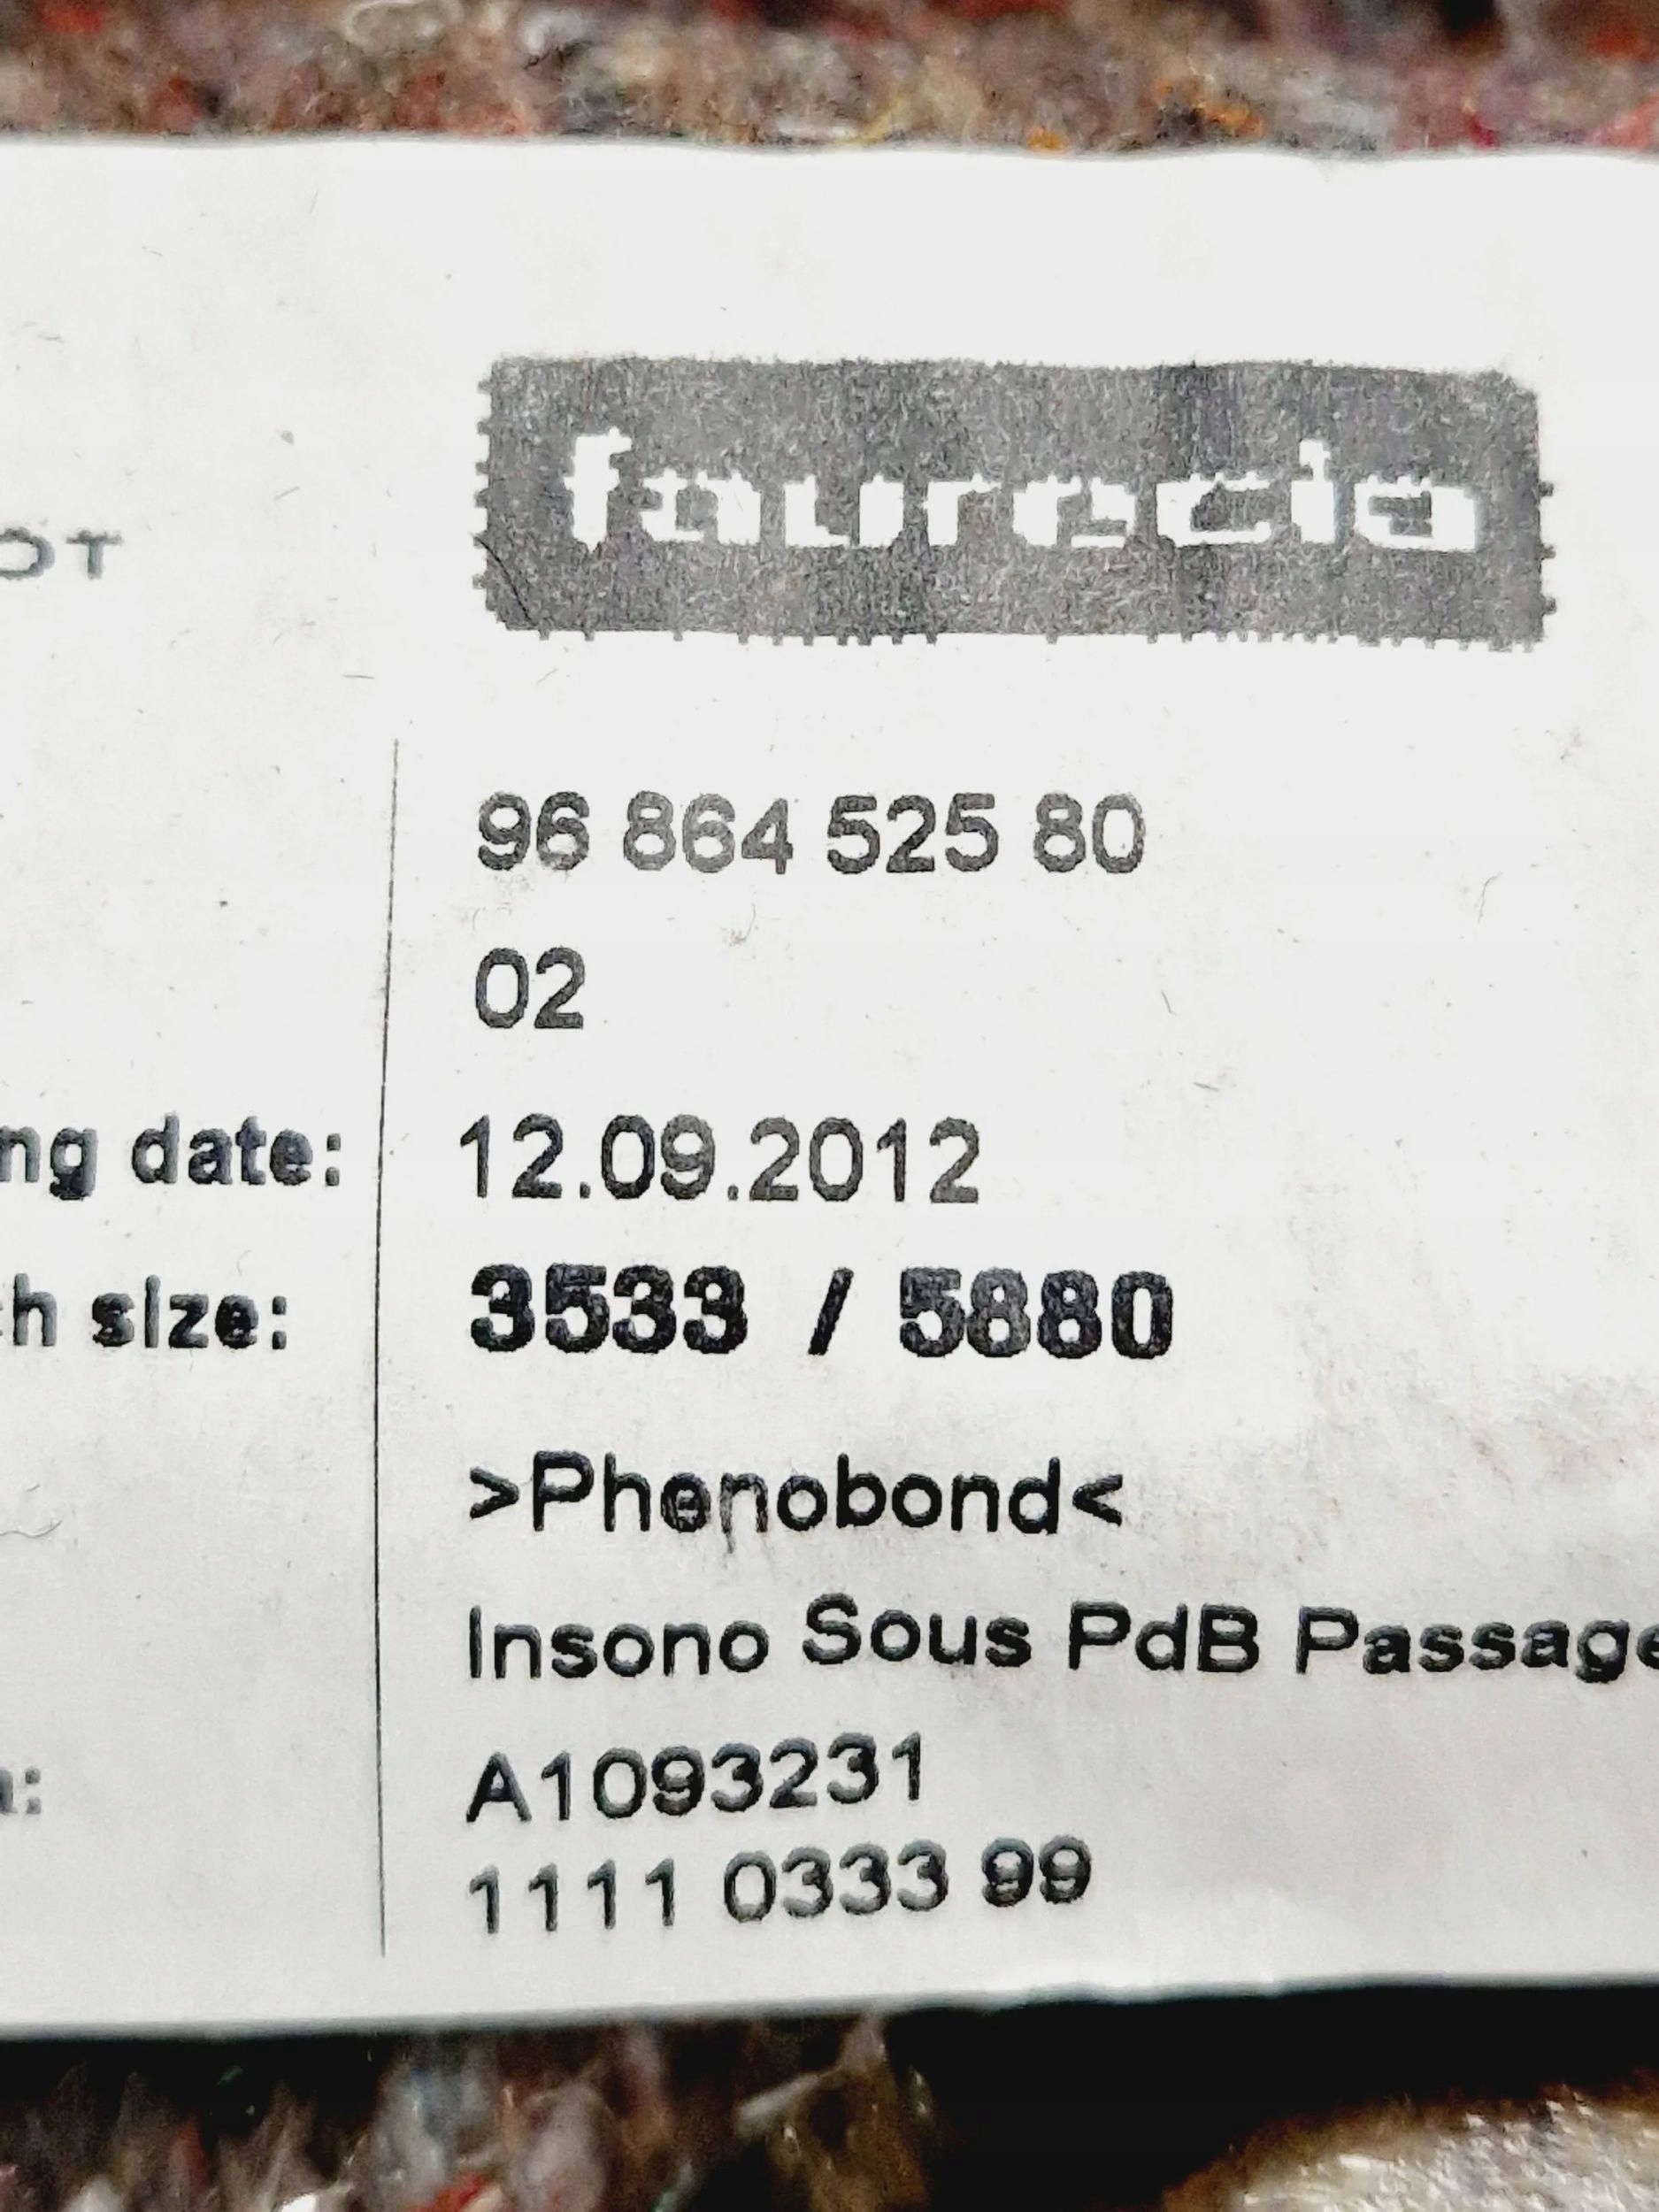 faurecia
OT
96 864 525 80
02
ng date: 12.09.2012
h size: 3533 / 5880
>Phenobond<
Insono Sous PdB Passage
A1093231
1111 0333 99